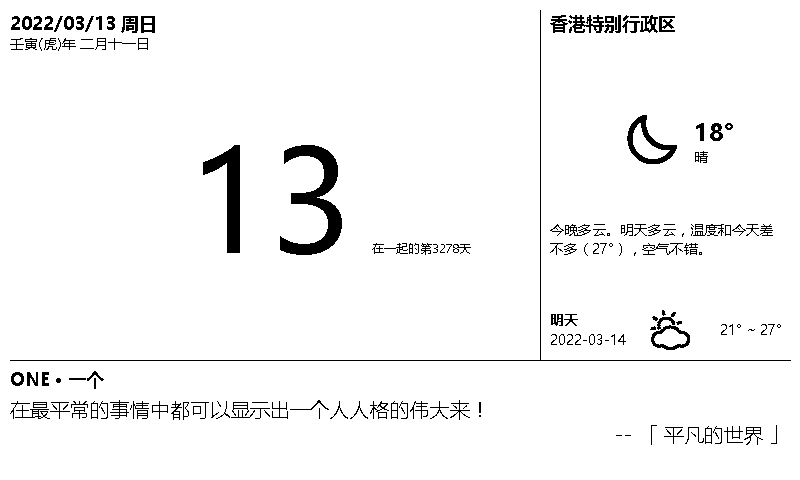 2022/03/13 周日
壬寅(虎)年 二月十一日
13
在一起的第3278天
香港特别行政区
18°
晴
今晚多云。明天多云，温度和今天差
不多（27°），空气不错。
明天
2022-03-14
21° ~ 27°
ONE • 一个
在最平常的事情中都可以显示出一个人人格的伟大来！
-- 「 平凡的世界 」